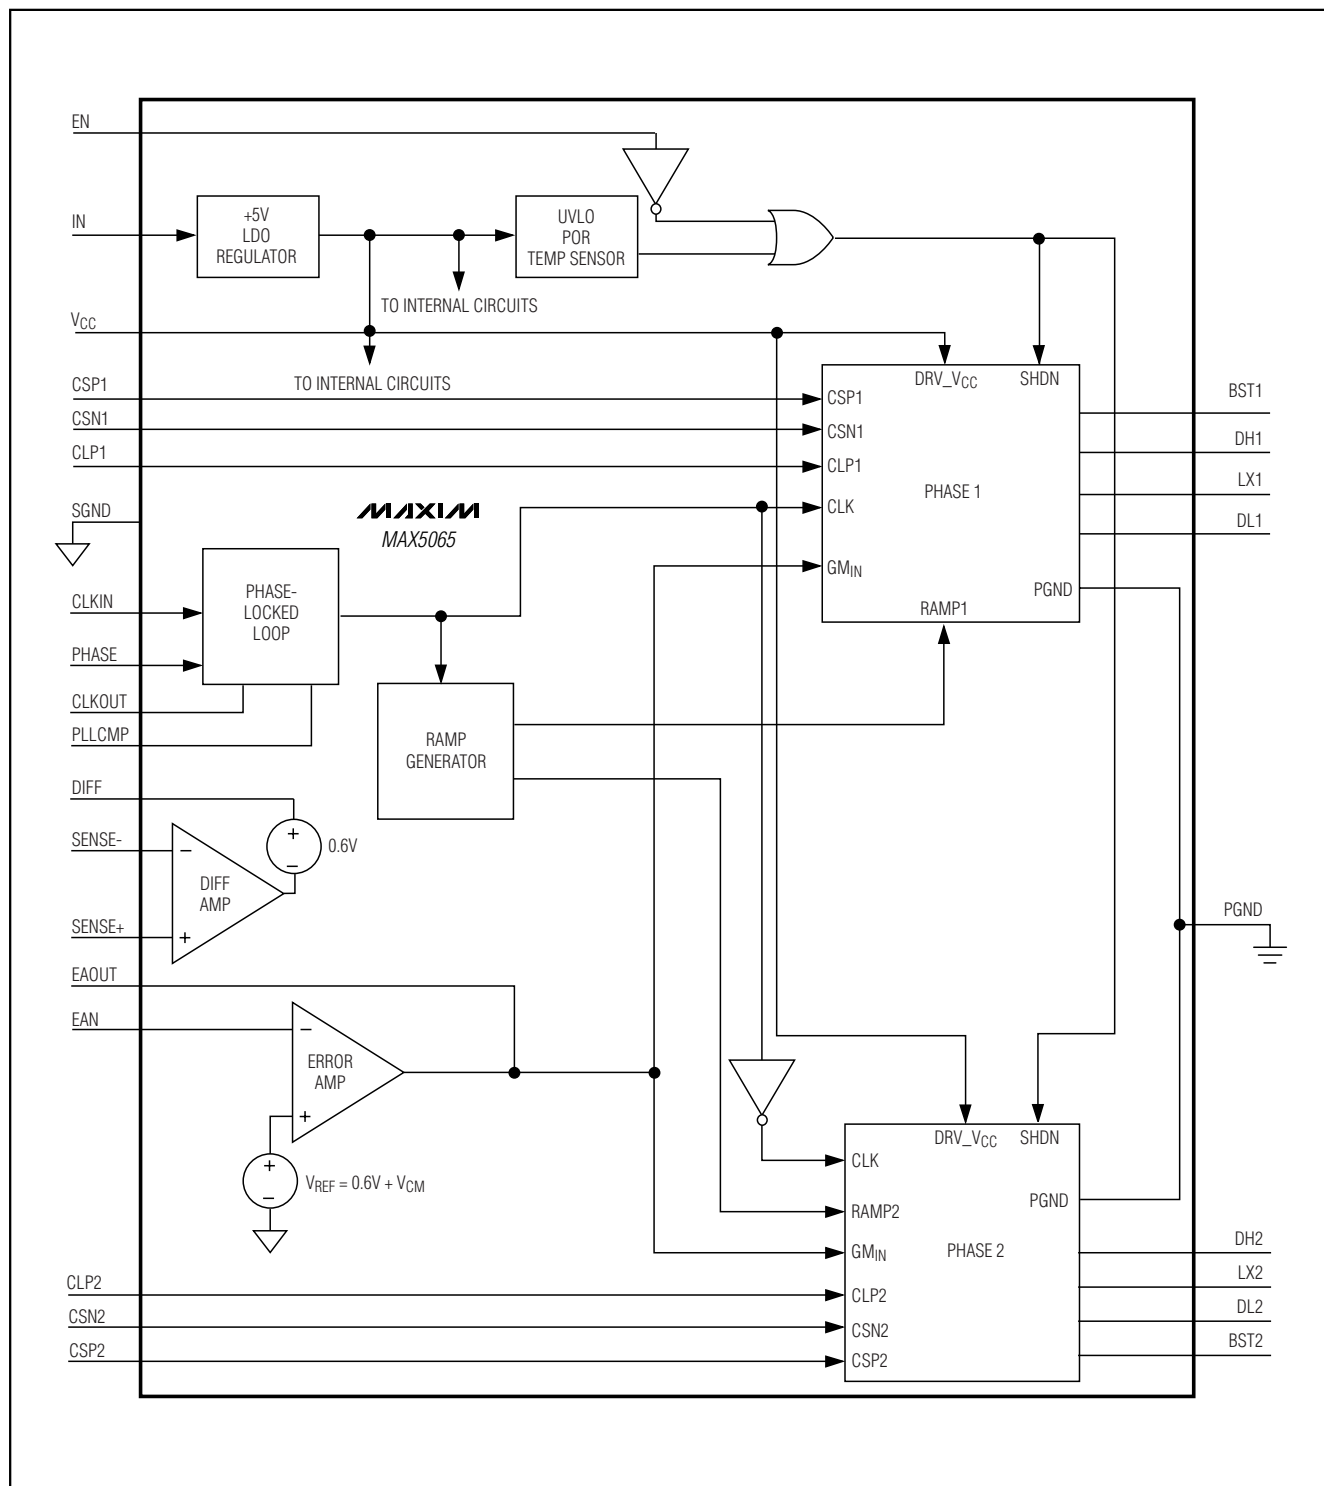 EN
IN
+5V
LDO
REGULATOR
UVLO
POR
TEMP SENSOR
TO INTERNAL CIRCUITS
VCC
TO INTERNAL CIRCUITS
CSP1
CSN1
CLP1
SGND
MAXIM
MAX5065
DRV_VCC
SHDN
CSP1
CSN1
CLP1
PHASE 1
CLK
GMIN
PGND
RAMP1
BST1
DH1
LX1
DL1
CLKIN
PHASE
CLKOUT
PLLCMP
PHASE-
LOCKED
LOOP
RAMP
GENERATOR
DIFF
SENSE-
SENSE+
+
−
0.6V
−
DIFF
AMP
+
PGND
EAOUT
EAN
−
ERROR
AMP
+
+
−
VREF = 0.6V + VCM
DRV_VCC
SHDN
CLK
PGND
RAMP2
GMIN
PHASE 2
CLP2
CSN2
CSP2
CLP2
CSN2
CSP2
DH2
LX2
DL2
BST2